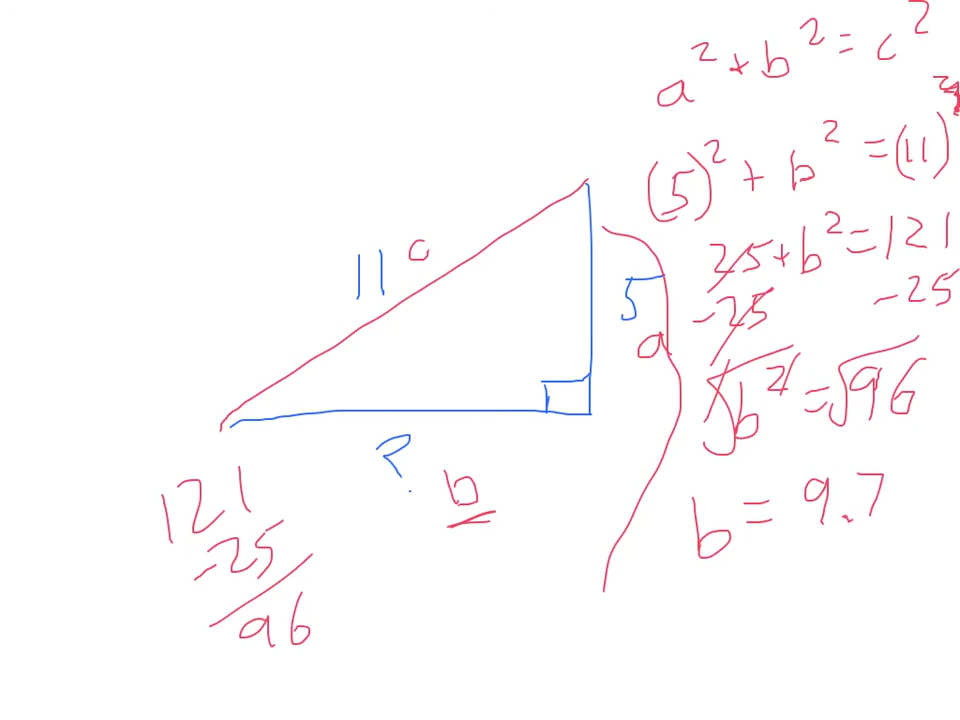 a² + b² = c²
(5)² + b² = (11)²
25 + b² = 121
-25 -25
√b² = √96
b = 9.7
11 c
5
a
?
b
121
-25
96